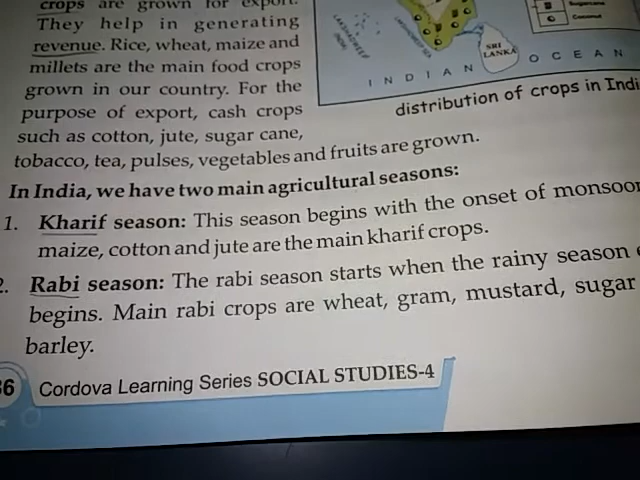 crops are grown for export.
They help in generating
revenue. Rice, wheat, maize and
millets are the main food crops
grown in our country. For the
purpose of export, cash crops
such as cotton, jute, sugar cane,
tobacco, tea, pulses, vegetables and fruits are grown.
Sugarcane
Coconut
LAKSHADWEEP
(INDIA)
SRI
LANKA
INDIAN OCEAN
distribution of crops in Indi
In India, we have two main agricultural seasons:
1. Kharif season: This season begins with the onset of monsoon
maize, cotton and jute are the main kharif crops.
2. Rabi season: The rabi season starts when the rainy season e
begins. Main rabi crops are wheat, gram, mustard, sugar
barley.
36 Cordova Learning Series SOCIAL STUDIES-4